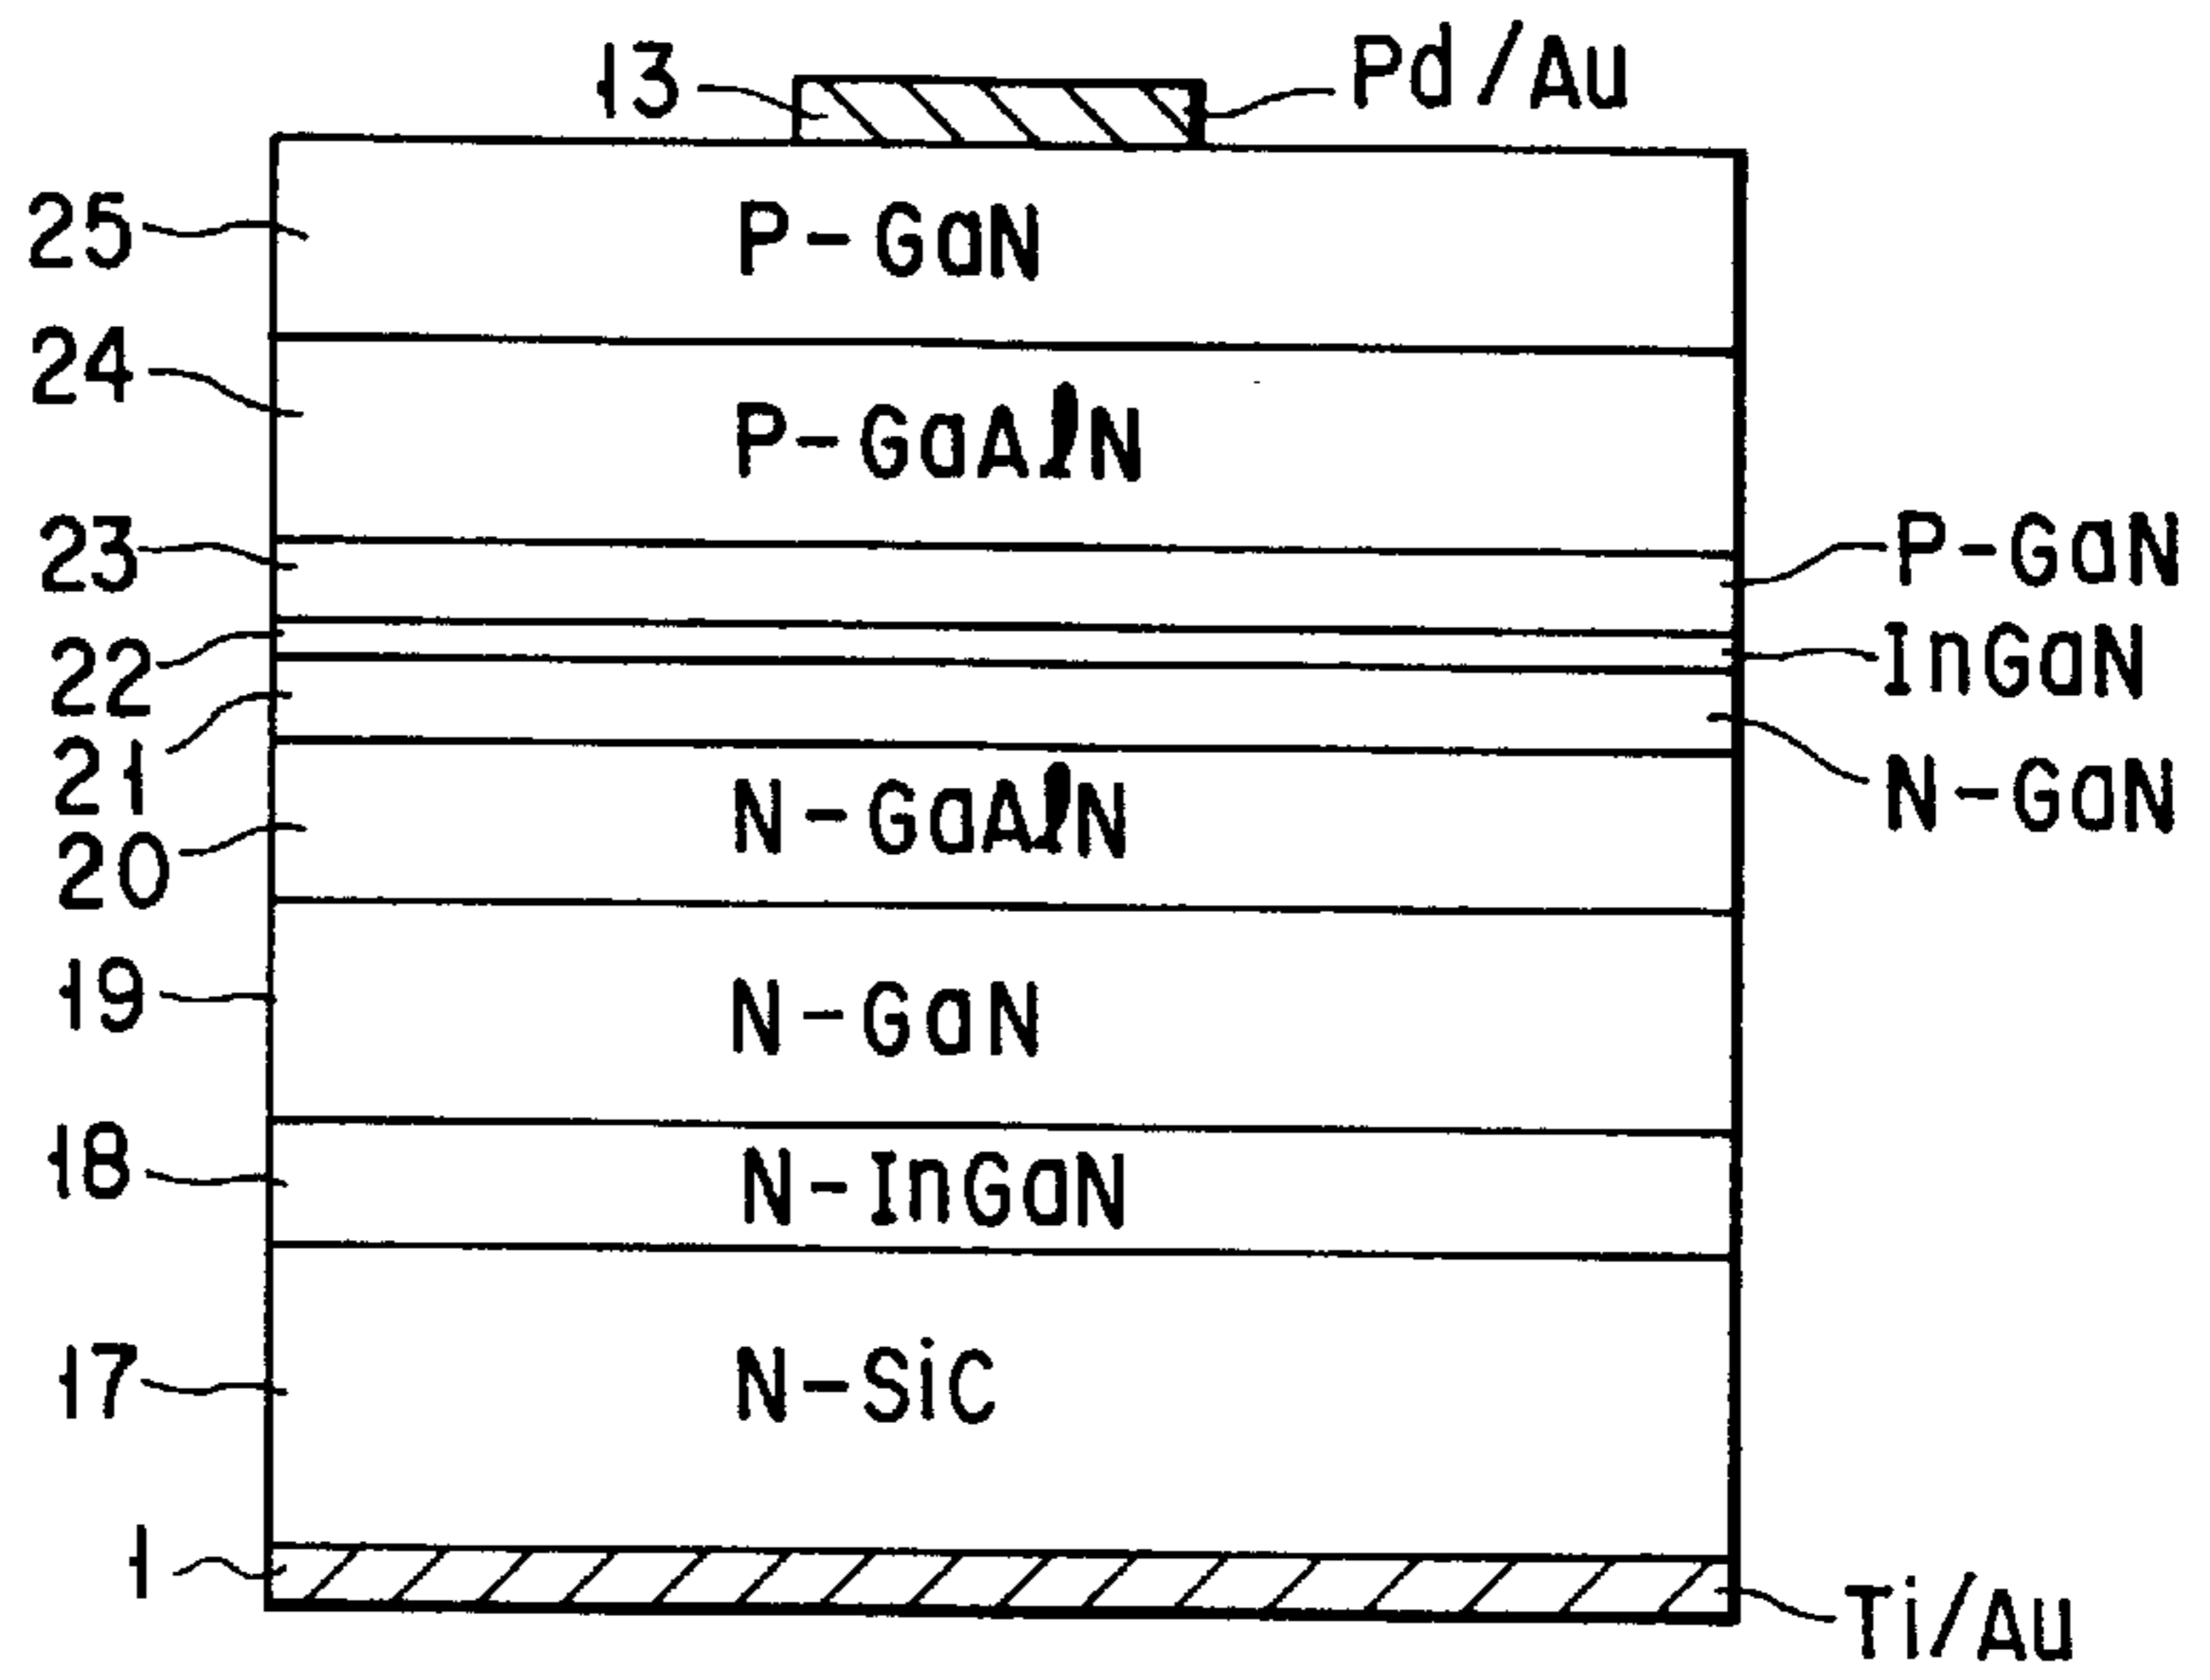 13 Pd/Au
25 P-GaN
24 P-GaAlN
23 P-GaN
22 InGaN
21 N-GaN
20 N-GaAlN
19 N-GaN
18 N-InGaN
17 N-SiC
1 Ti/Au